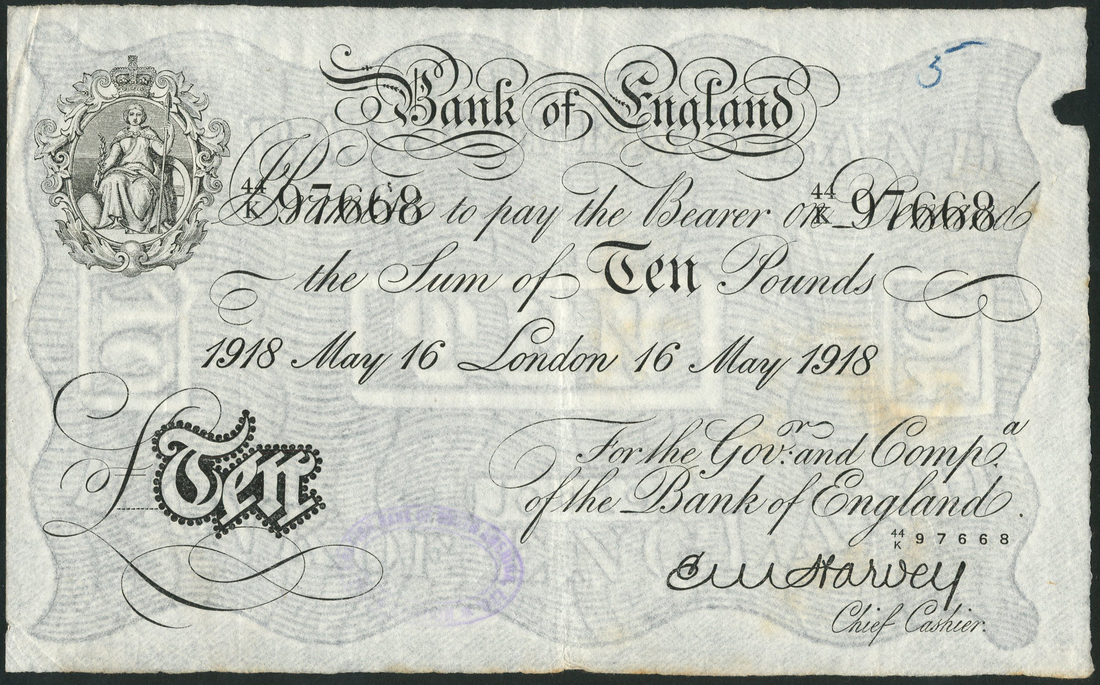 5
Bank of England
44/K 97668 to pay the Bearer on 44/K 97668
the Sum of Ten Pounds
1918 May 16 London 16 May 1918
£Ten
For the Govr. and Compa.
of the Bank of England.
44/K 97668
E M Harvey
Chief Cashier.